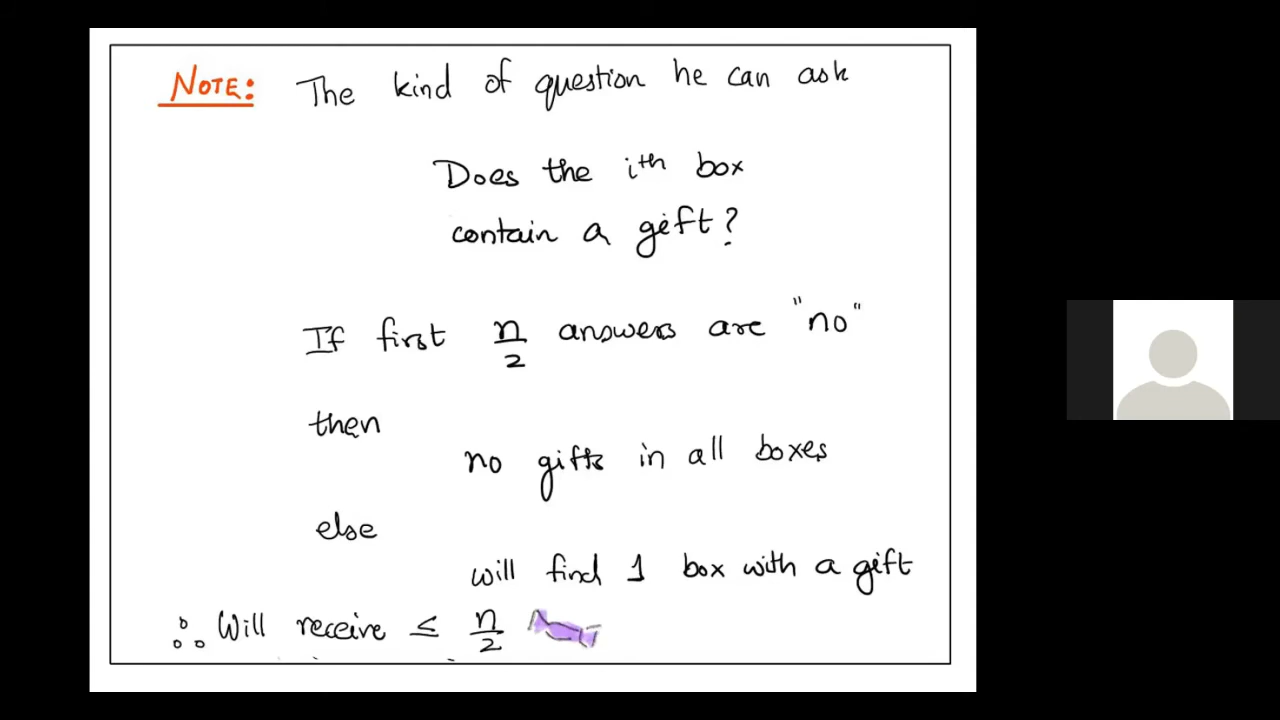 NOTE: The kind of question he can ask
Does the ith box
contain a gift?
If first n/2 answers are "no"
then
no gifts in all boxes
else
will find 1 box with a gift
∴ Will receive ≤ n/2